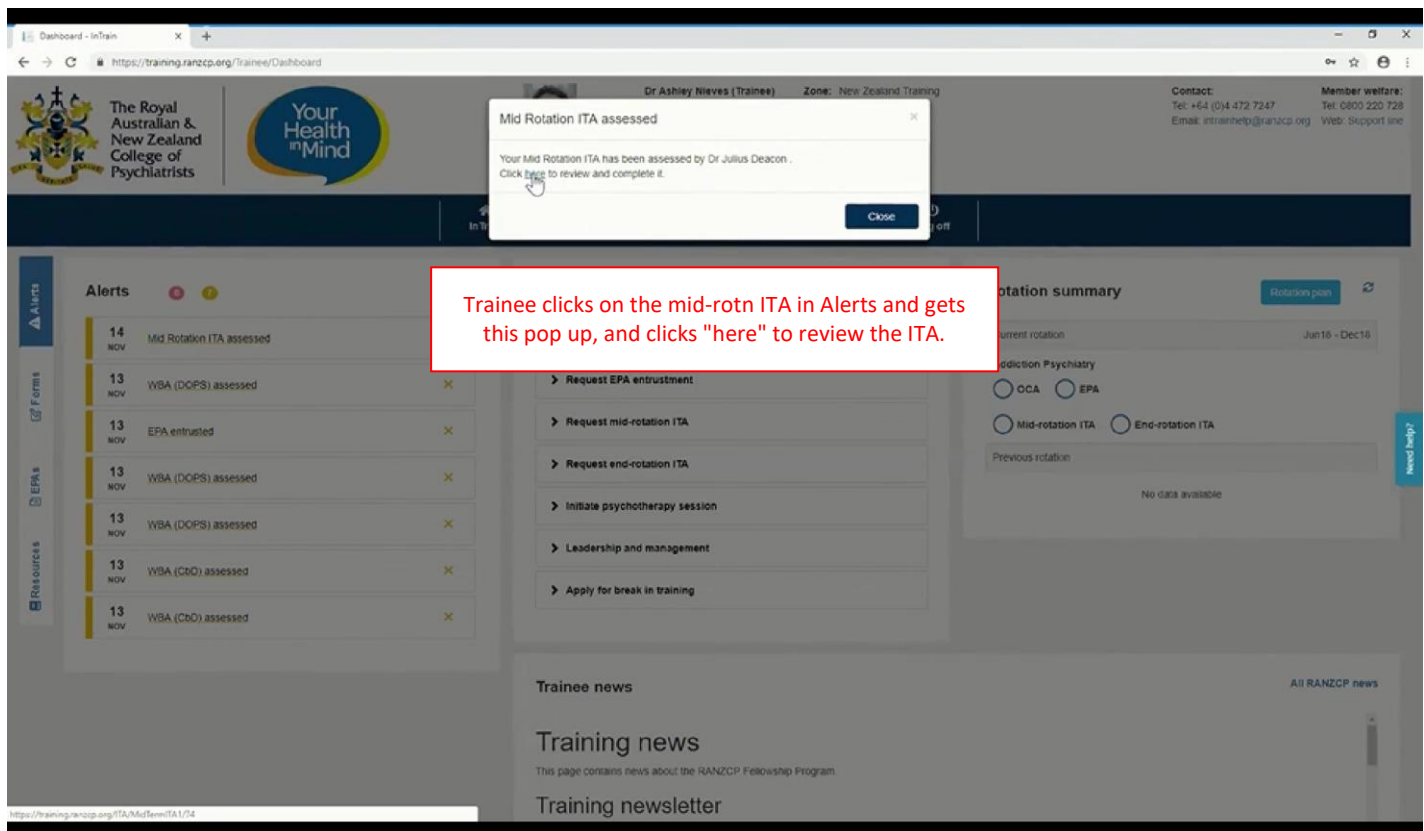 Dashboard - InTrain
https://training.ranzcp.org/Trainee/Dashboard
The Royal
Australian &
New Zealand
College of
Psychiatrists
Your
Health
in Mind
Dr Ashley Nieves (Trainee)
Zone: New Zealand Training
Contact:
Tel: +64 (0)4 472 7247
Email: intrainhelp@ranzcp.org
Member welfare:
Tel: 0800 220 728
Web: Support line
Mid Rotation ITA assessed
Your Mid Rotation ITA has been assessed by Dr Julius Deacon .
Click here to review and complete it.
Close
In Tr
g off
Trainee clicks on the mid-rotn ITA in Alerts and gets
this pop up, and clicks "here" to review the ITA.
Alerts
Forms
EPAs
Resources
Alerts
14 NOV Mid Rotation ITA assessed
13 NOV WBA (DOPS) assessed
13 NOV EPA entrusted
13 NOV WBA (DOPS) assessed
13 NOV WBA (DOPS) assessed
13 NOV WBA (CbD) assessed
13 NOV WBA (CbD) assessed
Request EPA entrustment
Request mid-rotation ITA
Request end-rotation ITA
Initiate psychotherapy session
Leadership and management
Apply for break in training
otation summary
Rotation plan
urrent rotation
Jun18 - Dec18
ddiction Psychiatry
OCA EPA
Mid-rotation ITA End-rotation ITA
Previous rotation
No data available
Need help?
Trainee news
All RANZCP news
Training news
This page contains news about the RANZCP Fellowship Program.
Training newsletter
https://training.ranzcp.org/ITA/MidTermITA1/74